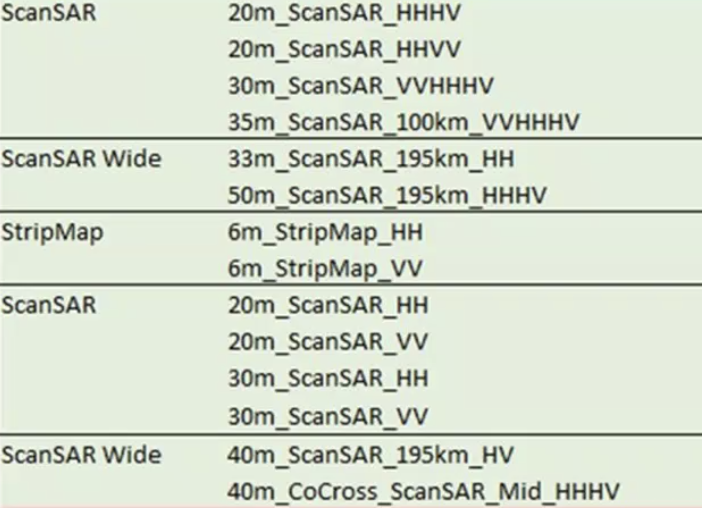 ScanSAR 20m_ScanSAR_HHHV
20m_ScanSAR_HHVV
30m_ScanSAR_VVHHHV
35m_ScanSAR_100km_VVHHHV
ScanSAR Wide 33m_ScanSAR_195km_HH
50m_ScanSAR_195km_HHHV
StripMap 6m_StripMap_HH
6m_StripMap_VV
ScanSAR 20m_ScanSAR_HH
20m_ScanSAR_VV
30m_ScanSAR_HH
30m_ScanSAR_VV
ScanSAR Wide 40m_ScanSAR_195km_HV
40m_CoCross_ScanSAR_Mid_HHHV